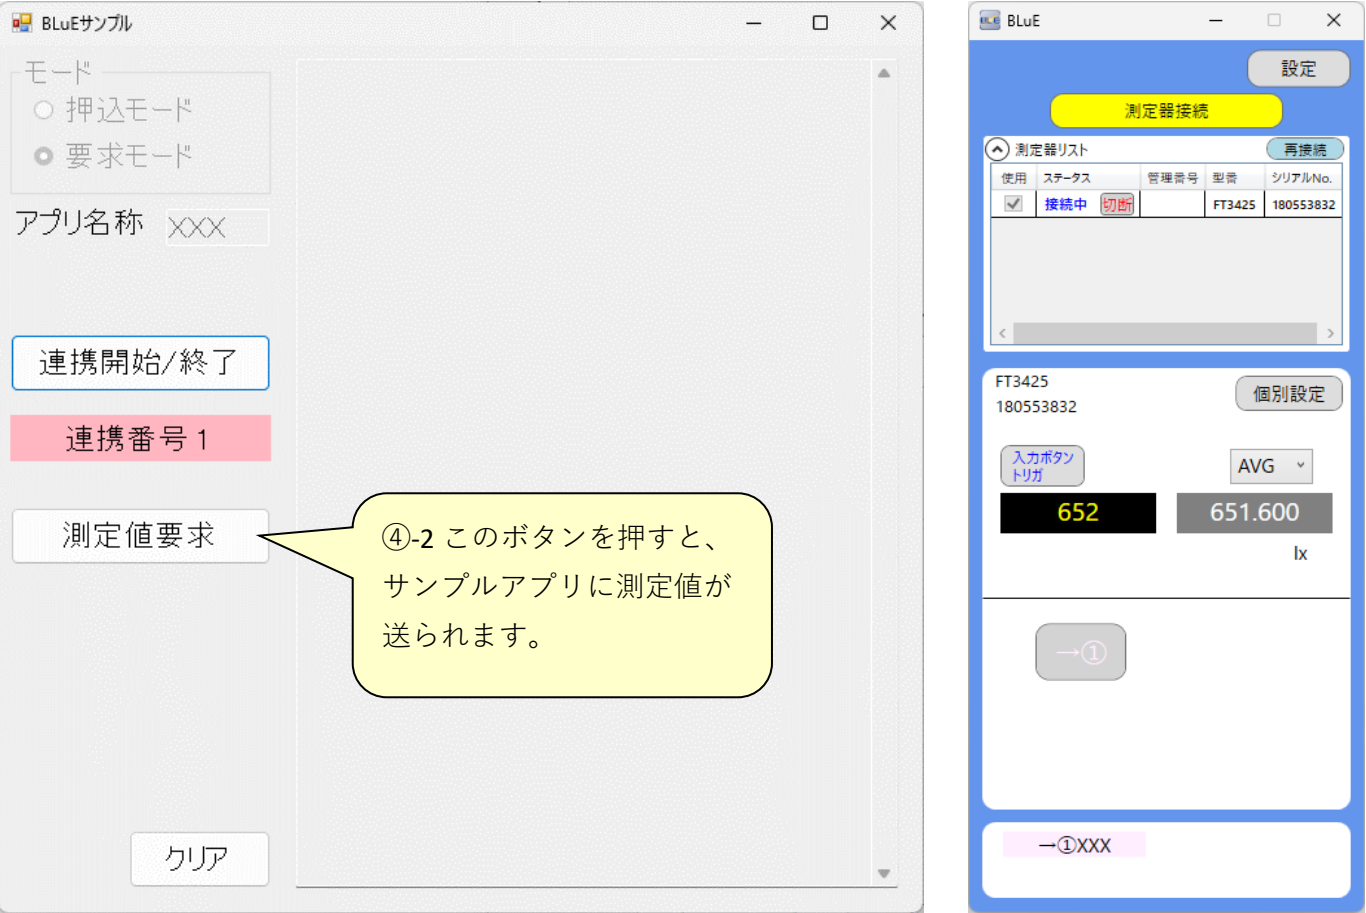 BLuEサンプル
モード
押込モード
要求モード
アプリ名称 XXX
連携開始/終了
連携番号１
測定値要求
④-2 このボタンを押すと、
サンプルアプリに測定値が
送られます。
クリア
BLuE
設定
測定器接続
測定器リスト 再接続
使用 ステータス 管理番号 型番 シリアルNo.
接続中 切断 FT3425 180553832
FT3425
180553832
個別設定
入力ボタン
トリガ
AVG
652 651.600
lx
→①
→①XXX